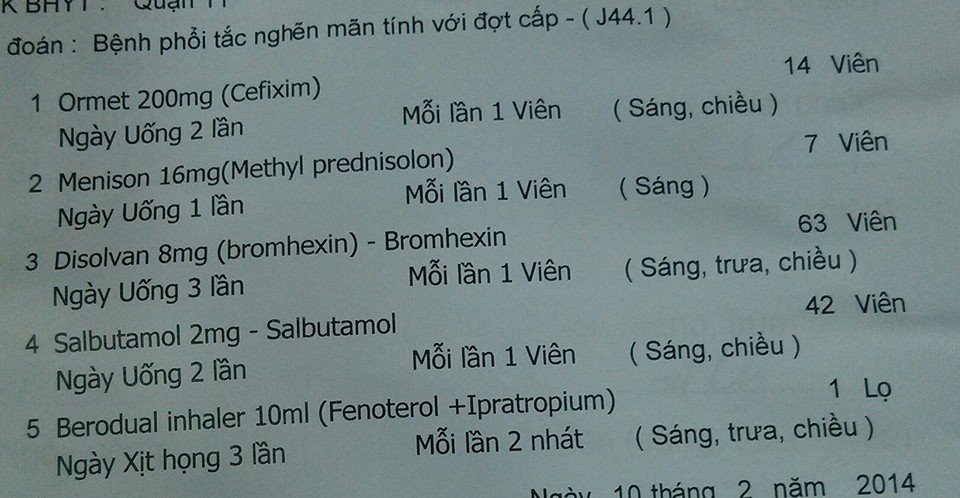 K BHYT : Quận 11
đoán : Bệnh phổi tắc nghẽn mãn tính với đợt cấp - ( J44.1 )
1 Ormet 200mg (Cefixim) 14 Viên
Ngày Uống 2 lần Mỗi lần 1 Viên ( Sáng, chiều )
2 Menison 16mg(Methyl prednisolon) 7 Viên
Ngày Uống 1 lần Mỗi lần 1 Viên ( Sáng )
3 Disolvan 8mg (bromhexin) - Bromhexin 63 Viên
Ngày Uống 3 lần Mỗi lần 1 Viên ( Sáng, trưa, chiều )
4 Salbutamol 2mg - Salbutamol 42 Viên
Ngày Uống 2 lần Mỗi lần 1 Viên ( Sáng, chiều )
5 Berodual inhaler 10ml (Fenoterol +Ipratropium) 1 Lọ
Ngày Xịt họng 3 lần Mỗi lần 2 nhát ( Sáng, trưa, chiều )
Ngày 10 tháng 2 năm 2014